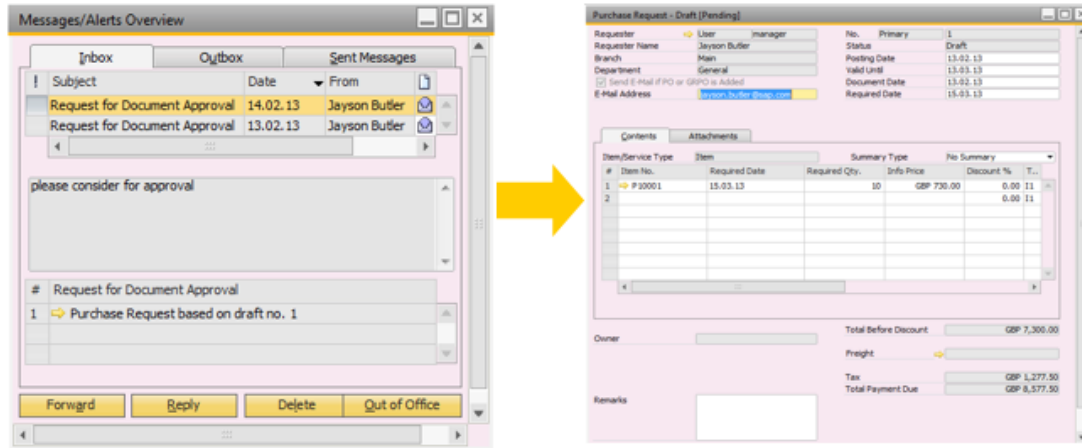 Messages/Alerts Overview
Inbox Outbox Sent Messages
! Subject Date From
Request for Document Approval 14.02.13 Jayson Butler
Request for Document Approval 13.02.13 Jayson Butler
please consider for approval
# Request for Document Approval
1 Purchase Request based on draft no. 1
Forward Reply Delete Out of Office
Purchase Request - Draft [Pending]
Requester User manager No. Primary 1
Requester Name Jayson Butler Status Draft
Branch Main Posting Date 13.02.13
Department General Valid Until 13.03.13
Send E-Mail if PO or GRPO is Added Document Date 13.02.13
E-Mail Address jayson.butler@sap.com Required Date 15.03.13
Contents Attachments
Item/Service Type Item Summary Type No Summary
# Item No. Required Date Required Qty. Info Price Discount % T...
1 P10001 15.03.13 10 GBP 730.00 0.00 I1
2 0.00 I1
Total Before Discount GBP 7,300.00
Owner
Freight
Tax GBP 1,277.50
Total Payment Due GBP 8,577.50
Remarks